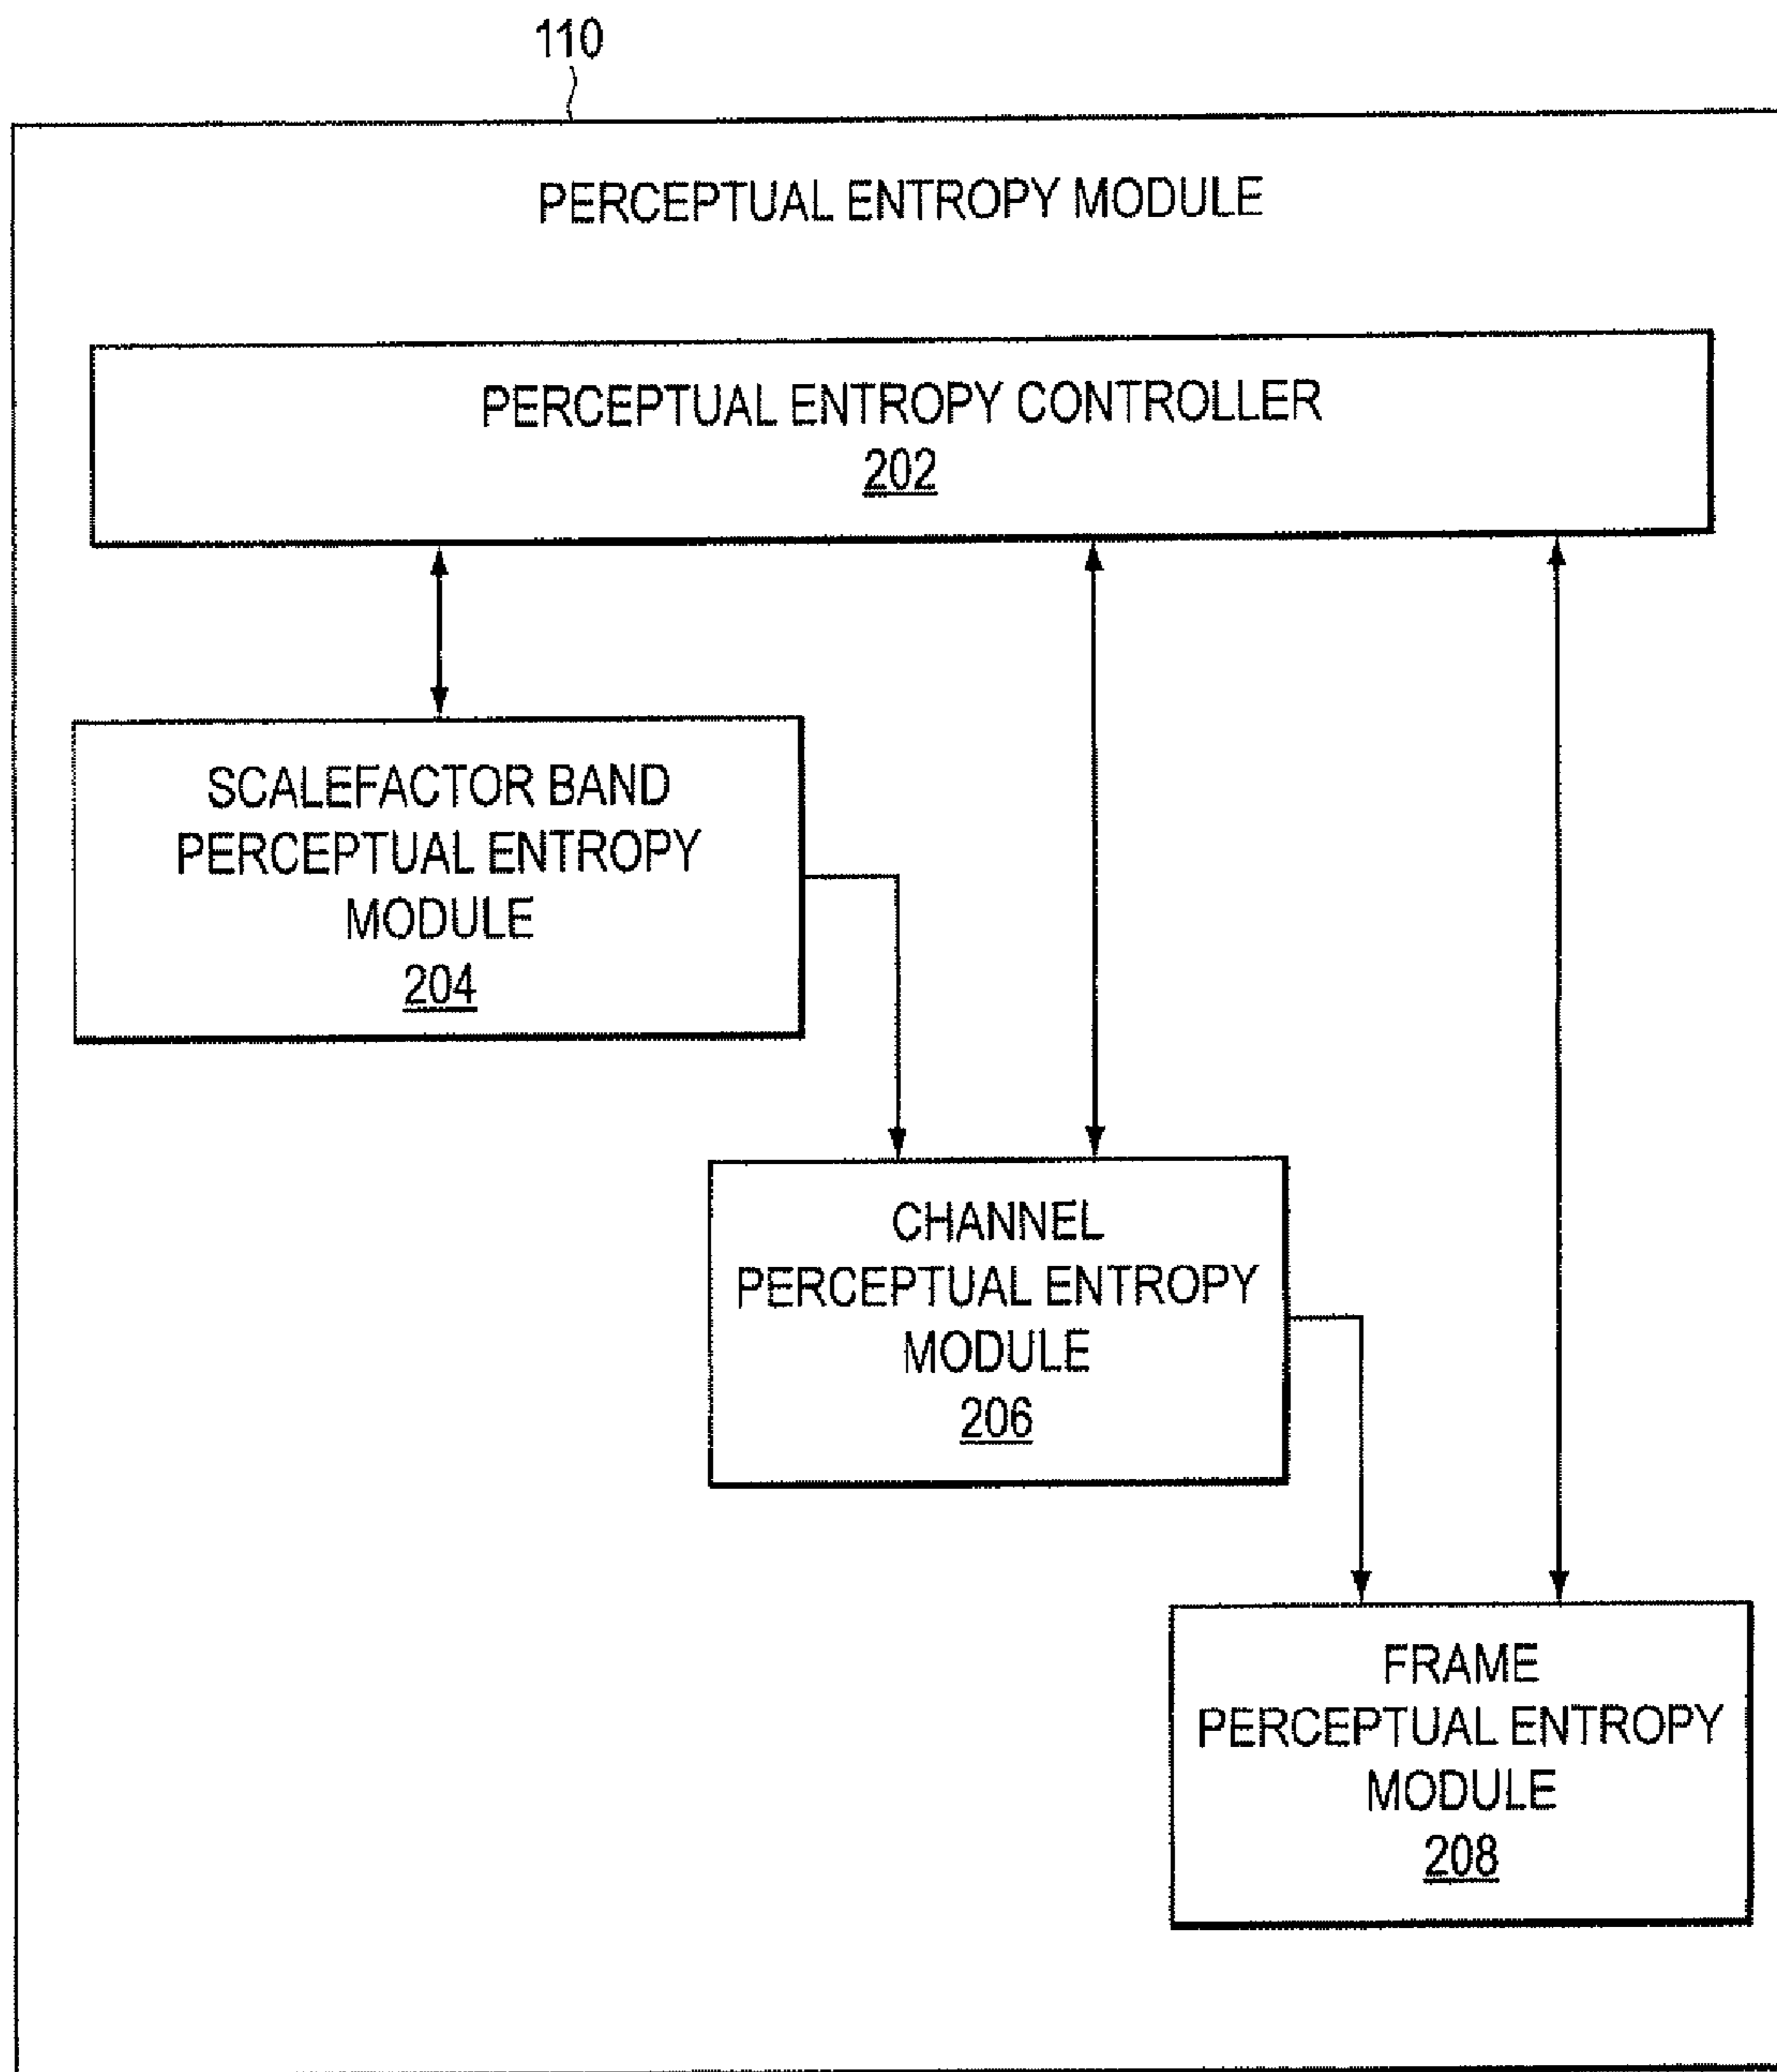 110
PERCEPTUAL ENTROPY MODULE
PERCEPTUAL ENTROPY CONTROLLER
202
SCALEFACTOR BAND
PERCEPTUAL ENTROPY
MODULE
204
CHANNEL
PERCEPTUAL ENTROPY
MODULE
206
FRAME
PERCEPTUAL ENTROPY
MODULE
208